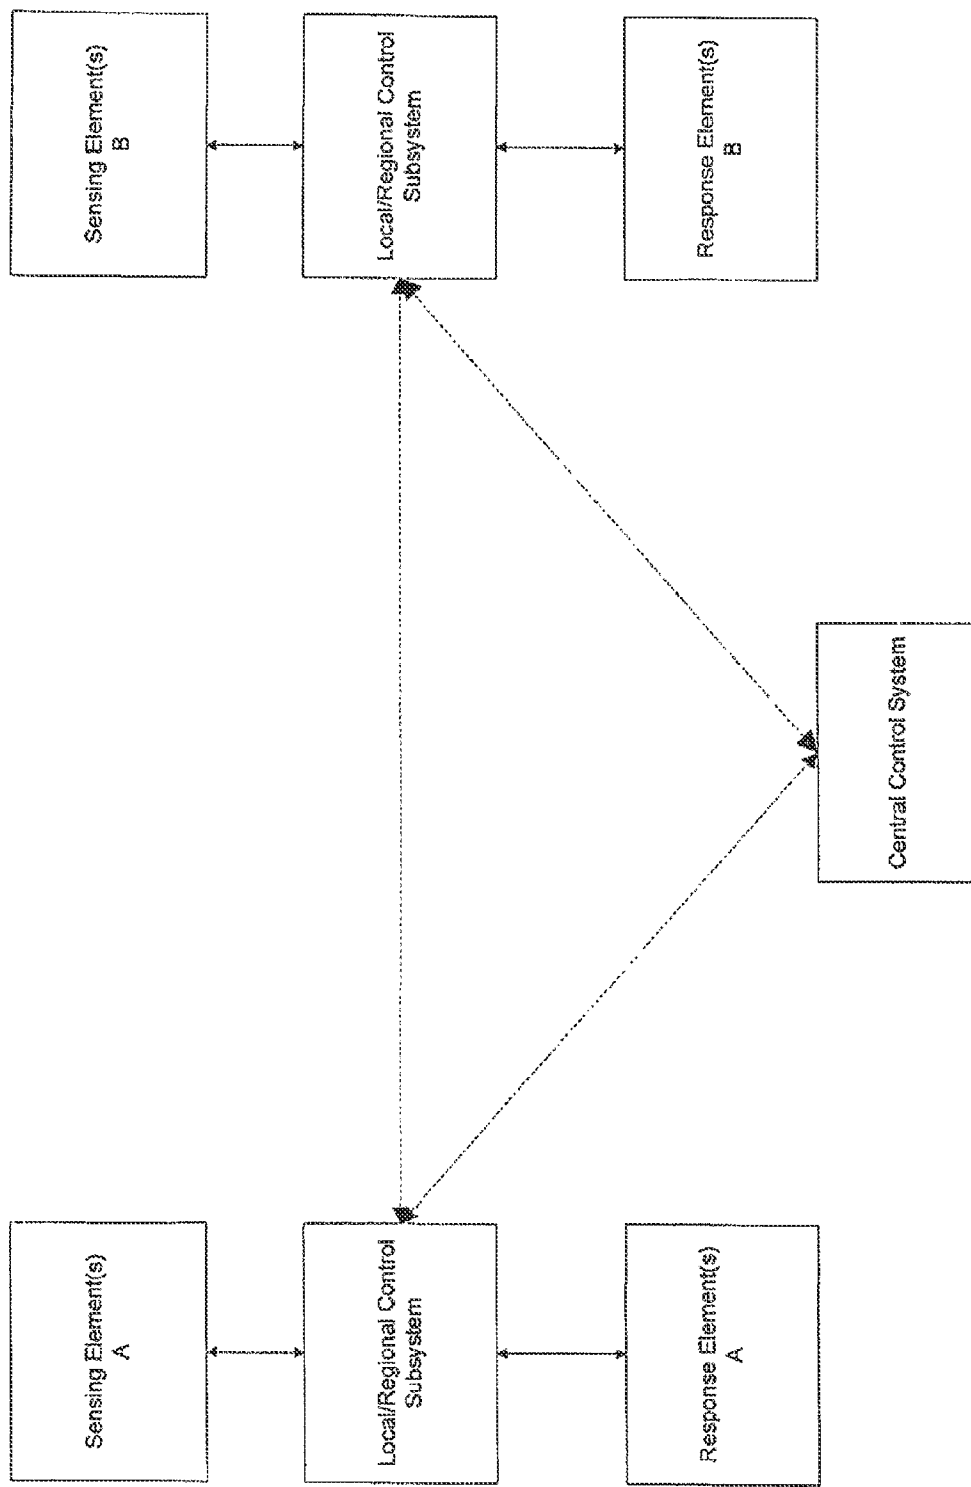 Sensing Element(s)
A
Local/Regional Control
Subsystem
Response Element(s)
A
Central Control System
Sensing Element(s)
B
Local/Regional Control
Subsystem
Response Element(s)
B